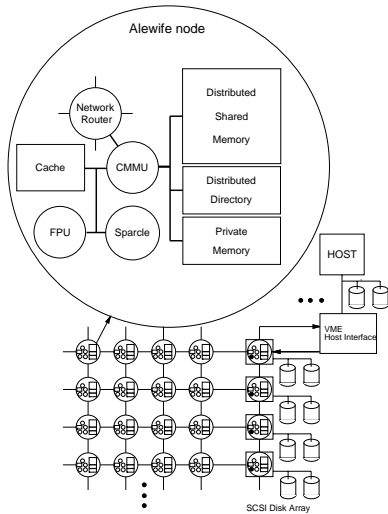 Alewife node
Network
Router
Cache
CMMU
FPU
Sparcle
Distributed
Shared
Memory
Distributed
Directory
Private
Memory
HOST
VME
Host Interface
SCSI Disk Array